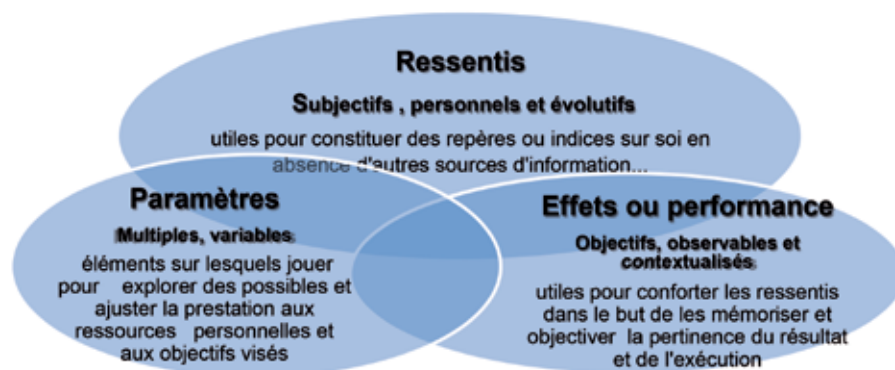 Ressentis
Subjectifs , personnels et évolutifs
utiles pour constituer des repères ou indices sur soi en
absence d'autres sources d'information...
Paramètres
Multiples, variables
éléments sur lesquels jouer
pour explorer des possibles et
ajuster la prestation aux
ressources personnelles et
aux objectifs visés
Effets ou performance
Objectifs, observables et
contextualisés
utiles pour conforter les ressentis
dans le but de les mémoriser et
objectiver la pertinence du résultat
et de l'exécution